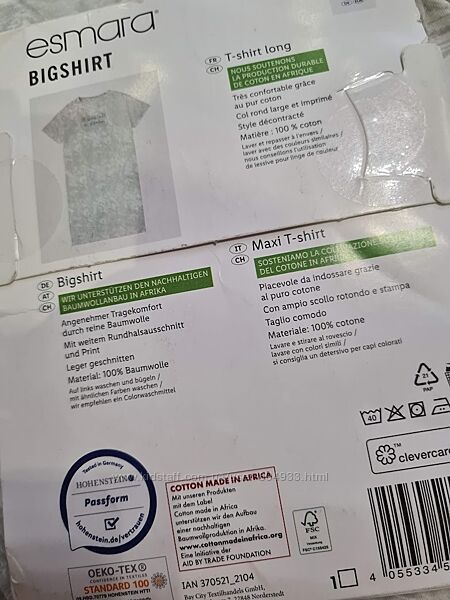 esmara®
BIGSHIRT
FR
CH
T-shirt long
NOUS SOUTENONS
LA PRODUCTION DURABLE
DE COTON EN AFRIQUE
Très confortable grâce
au pur coton
Col rond large et imprimé
Style décontracté
Matière : 100 % coton
Laver et repasser à l'envers /
laver avec des couleurs similaires /
nous conseillons l'utilisation
de lessive pour linge de couleur
DE
AT
CH
Bigshirt
WIR UNTERSTÜTZEN DEN NACHHALTIGEN
BAUMWOLLANBAU IN AFRIKA
Angenehmer Tragekomfort
durch reine Baumwolle
Mit weitem Rundhalsausschnitt
und Print
Leger geschnitten
Material: 100% Baumwolle
Auf links waschen und bügeln /
mit ähnlichen Farben waschen /
wir empfehlen ein Colorwaschmittel
IT
CH
Maxi T-shirt
SOSTENIAMO LA COLTIVAZIONE
DEL COTONE IN
Piacevole da indossare grazie
al puro cotone
Con ampio scollo rotondo e stampa
Taglio comodo
Materiale: 100% cotone
Lavare e stirare al rovescio /
lavare con colori simili /
si consiglia un detersivo per capi colorati
21
PAP
40
clevercare
Tested in Germany
HOHENSTEIN
Passform
hohenstein.de/vertrauen
COTTON MADE IN AFRICA
Mit unseren Produkten
mit dem Label
Cotton made in Africa
unterstützen wir den Aufbau
einer nachhaltigen
Baumwollproduktion in Afrika.
www.cottonmadeinafrica.org
Eine Initiative der
AID BY TRADE FOUNDATION
FSC
MIX
OEKO-TEX®
CONFIDENCE IN TEXTILES
STANDARD 100
IAN 370521_2104
Bay City Textilhandels GmbH,
22848 Norderstedt
1
4 055334 5